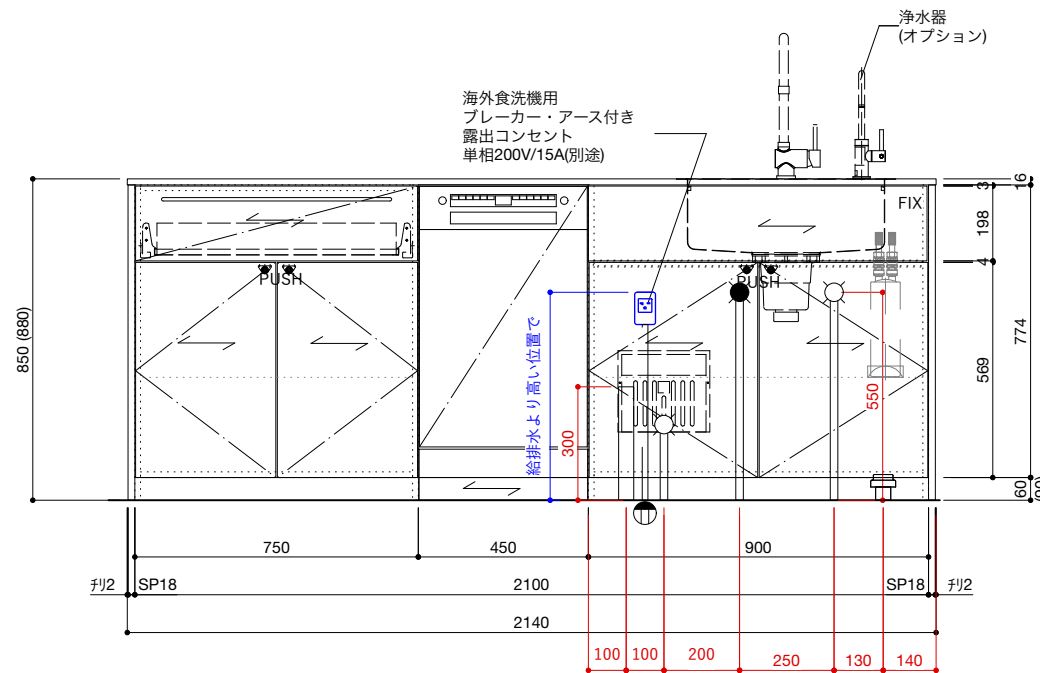 浄水器
(オプション)
海外食洗機用
ブレーカー・アース付き
露出コンセント
単相200V/15A(別途)
16
3
FIX
198
4
PUSH
PUSH
850 (880)
774
569
給排水より高い位置で
300
550
60
(90)
750
450
900
ﾁﾘ2
SP18
2100
SP18
ﾁﾘ2
2140
100
100
200
250
130
140